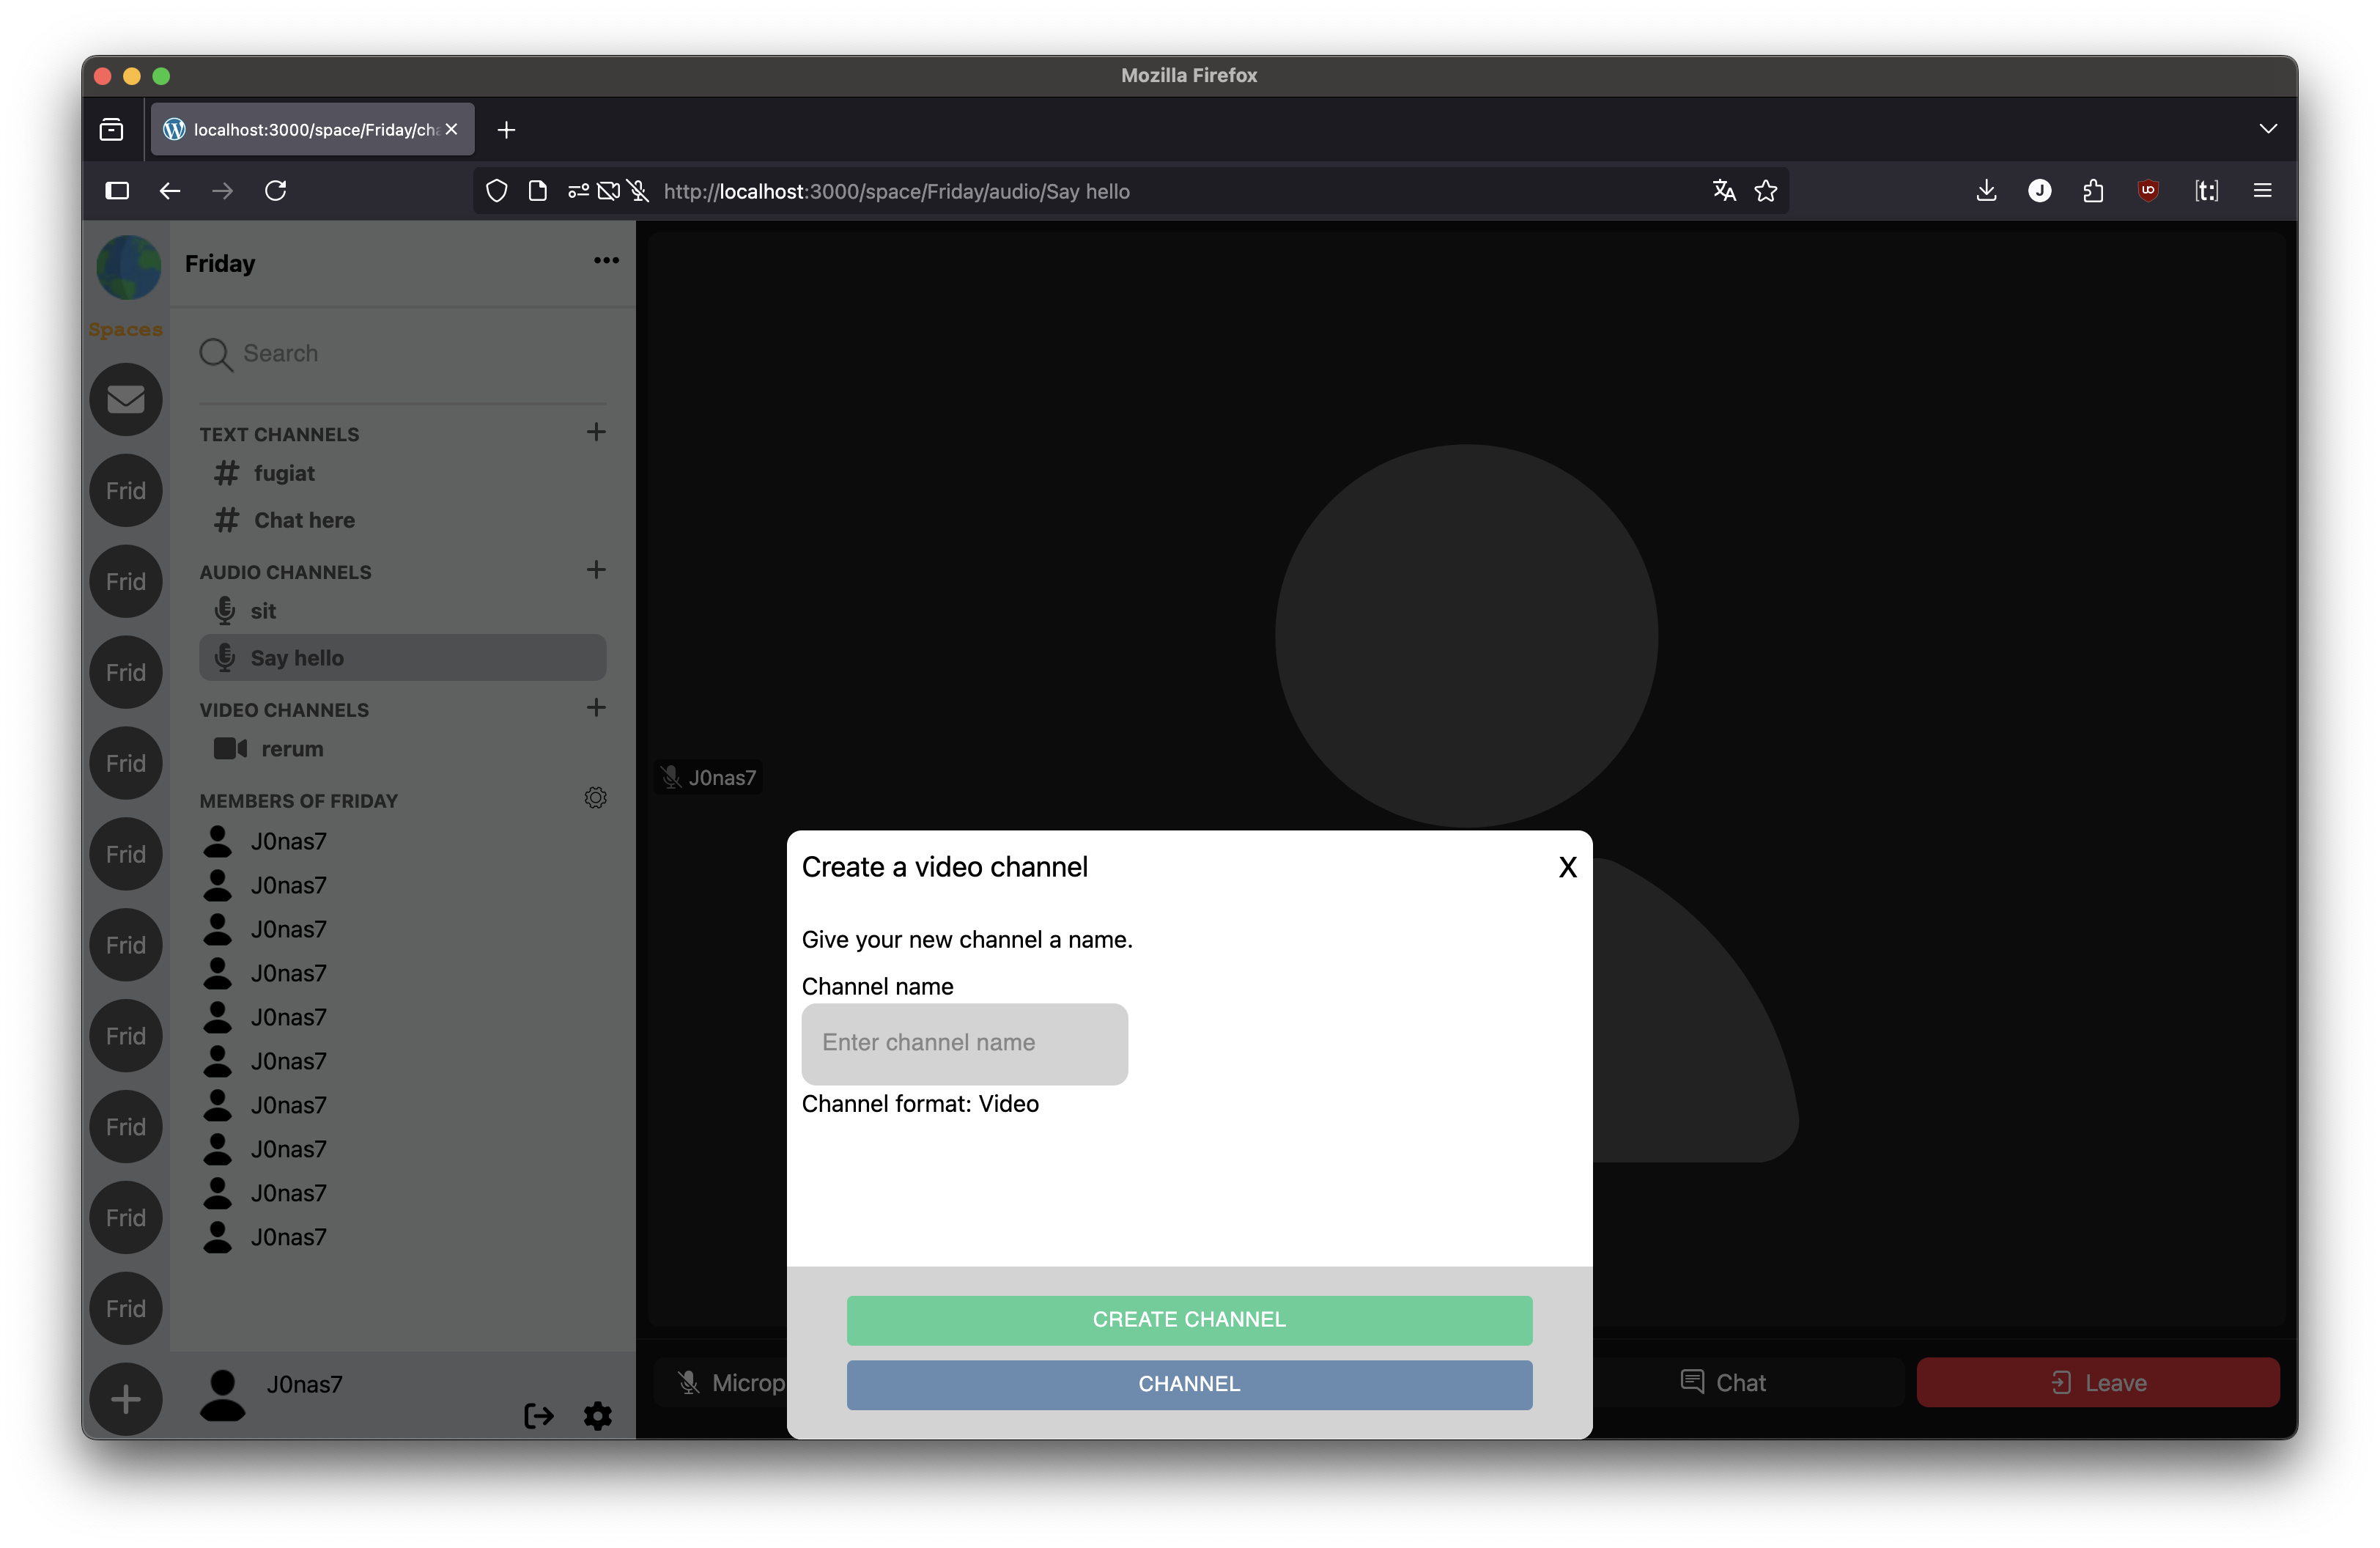 Mozilla Firefox
localhost:3000/space/Friday/cha
http://localhost:3000/space/Friday/audio/Say hello
J
UD
[t:]
Spaces
Frid
Frid
Frid
Frid
Frid
Frid
Frid
Frid
Frid
Frid
Friday
Search
TEXT CHANNELS
# fugiat
# Chat here
AUDIO CHANNELS
sit
Say hello
VIDEO CHANNELS
rerum
MEMBERS OF FRIDAY
J0nas7
J0nas7
J0nas7
J0nas7
J0nas7
J0nas7
J0nas7
J0nas7
J0nas7
J0nas7
J0nas7
J0nas7
Create a video channel
X
Give your new channel a name.
Channel name
Enter channel name
Channel format: Video
CREATE CHANNEL
CHANNEL
Microp
Chat
Leave